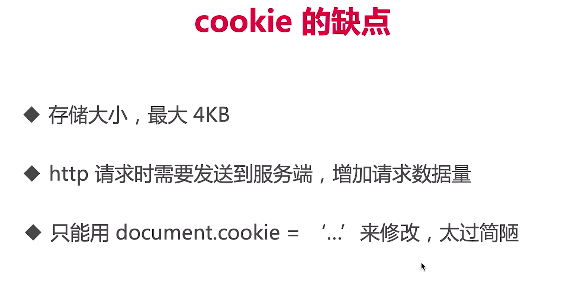 cookie 的缺点
◆ 存储大小，最大 4KB
◆ http 请求时需要发送到服务端，增加请求数据量
◆ 只能用 document.cookie = ‘...’ 来修改，太过简陋